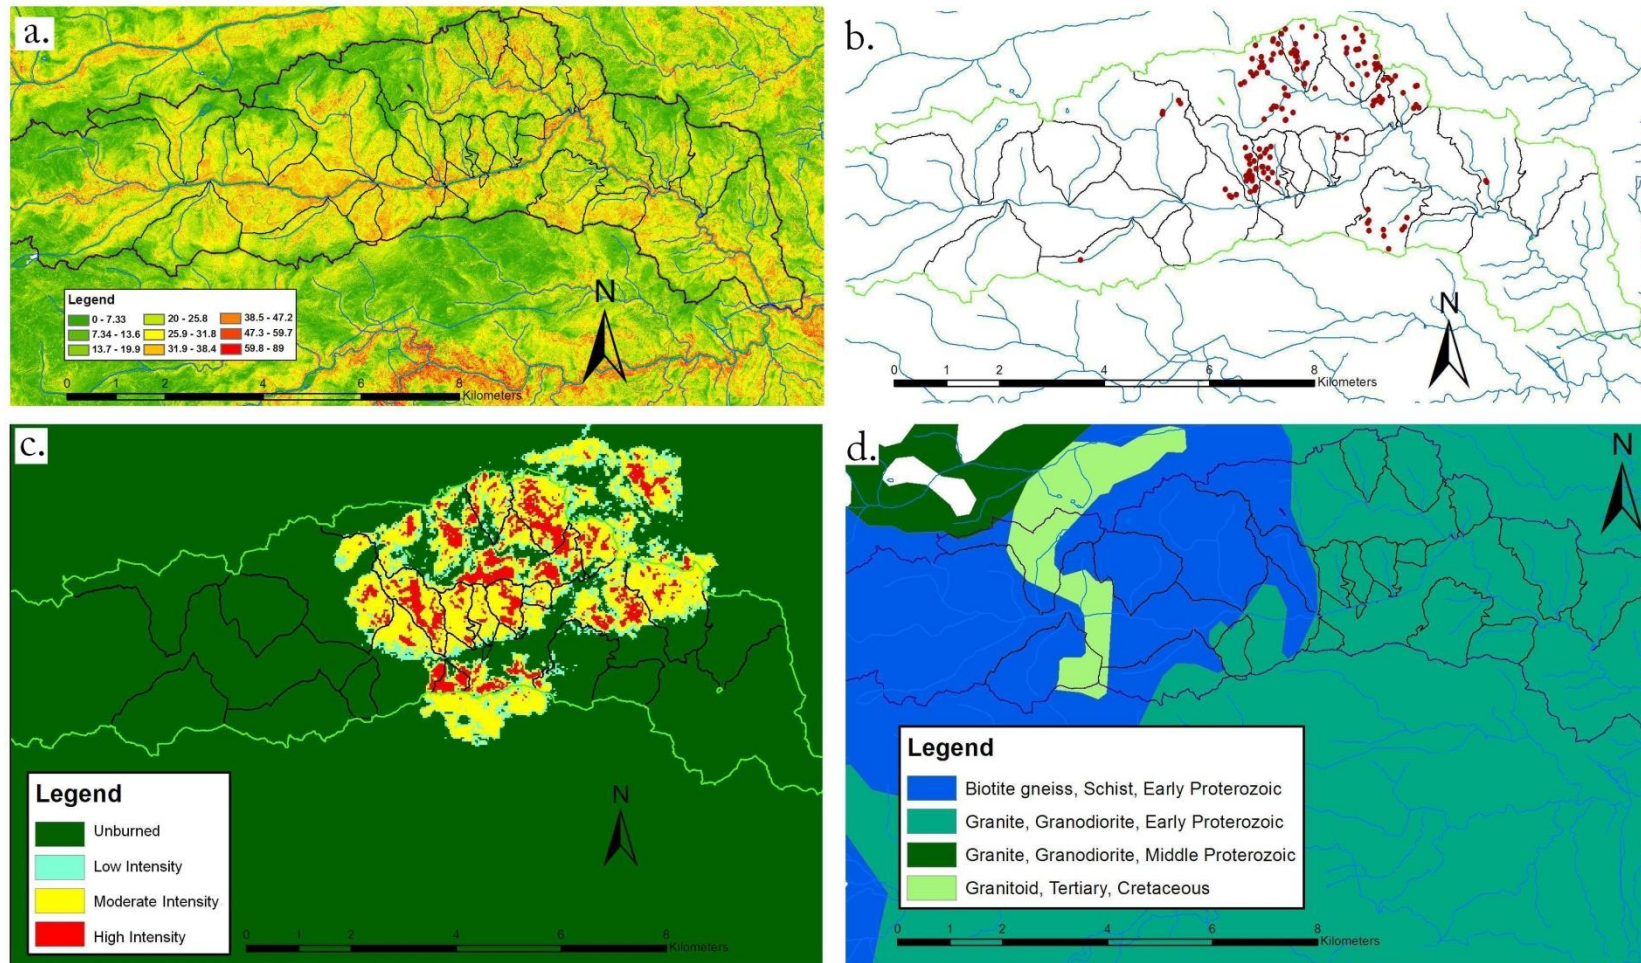 a.
N
Legend
0 - 7.33
20 - 25.8
38.5 - 47.2
7.34 - 13.6
25.9 - 31.8
47.3 - 59.7
13.7 - 19.9
31.9 - 38.4
59.8 - 89
0 2 4 6 8
Kilometers
b.
N
0 2 4 6 8
Kilometers
c.
N
Legend
Unburned
Low Intensity
Moderate Intensity
High Intensity
0 2 4 6 8
Kilometers
d.
N
Legend
Biotite gneiss, Schist, Early Proterozoic
Granite, Granodiorite, Early Proterozoic
Granite, Granodiorite, Middle Proterozoic
Granitoid, Tertiary, Cretaceous
0 2 4 6 8
Kilometers